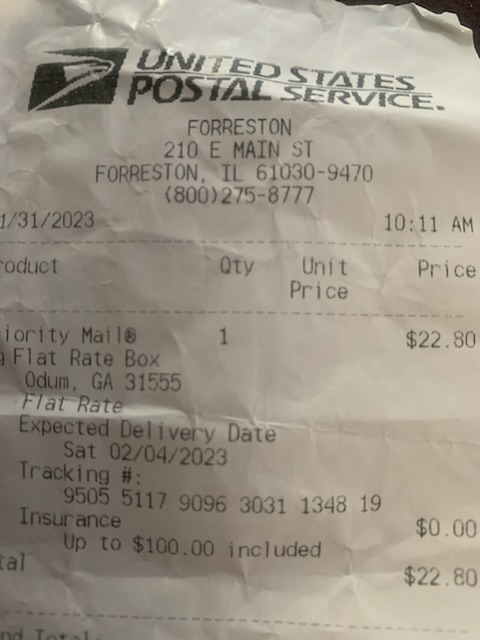 UNITED STATES
POSTAL SERVICE.
FORRESTON
210 E MAIN ST
FORRESTON, IL 61030-9470
(800)275-8777
1/31/2023 10:11 AM
roduct Qty Unit Price
Price
iority Mail® 1 $22.80
g Flat Rate Box
Odum, GA 31555
Flat Rate
Expected Delivery Date
Sat 02/04/2023
Tracking #:
9505 5117 9096 3031 1348 19
Insurance $0.00
Up to $100.00 included
tal $22.80
nd Total: